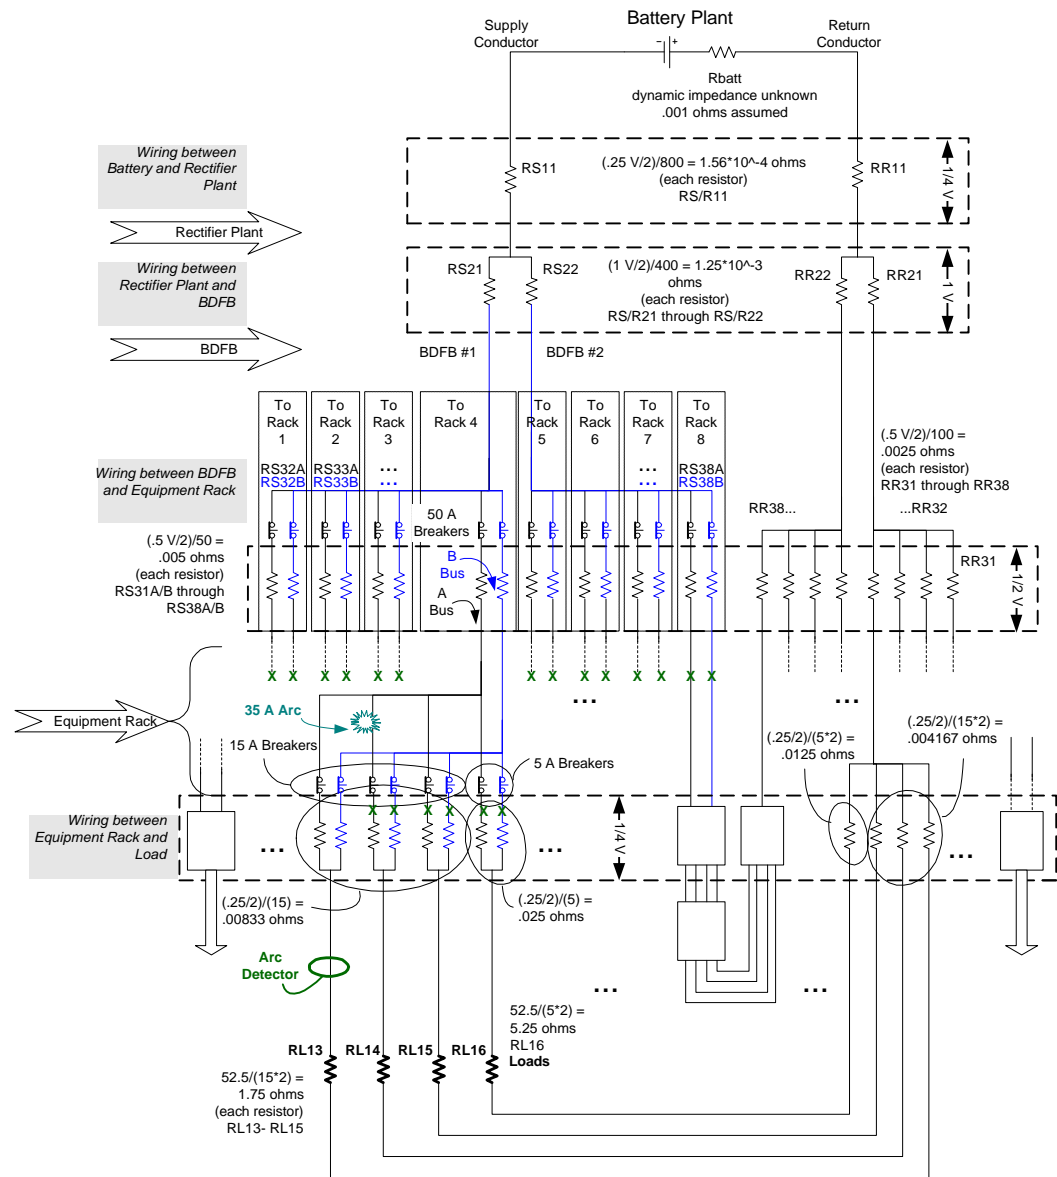 Battery Plant
Supply
Conductor
Return
Conductor
- +
Rbatt
dynamic impedance unknown
.001 ohms assumed
Wiring between
Battery and Rectifier
Plant
RS11
(.25 V/2)/800 = 1.56*10^-4 ohms
(each resistor)
RS/R11
RR11
1/4 V
Rectifier Plant
Wiring between
Rectifier Plant and
BDFB
RS21
RS22
(1 V/2)/400 = 1.25*10^-3
ohms
(each resistor)
RS/R21 through RS/R22
RR22
RR21
1 V
BDFB
BDFB #1
BDFB #2
To
Rack
1
To
Rack
2
To
Rack
3
To
Rack 4
To
Rack
5
To
Rack
6
To
Rack
7
To
Rack
8
RS32A
RS32B
RS33A
RS33B
...
...
...
...
RS38A
RS38B
(.5 V/2)/100 =
.0025 ohms
(each resistor)
RR31 through RR38
Wiring between BDFB
and Equipment Rack
50 A
Breakers
RR38...
...RR32
(.5 V/2)/50 =
.005 ohms
(each resistor)
RS31A/B through
RS38A/B
B
Bus
A
Bus
RR31
1/2 V
X X X X X X X X X X X X X X
...
...
Equipment Rack
35 A Arc
15 A Breakers
5 A Breakers
(.25/2)/(5*2) =
.0125 ohms
(.25/2)/(15*2) =
.004167 ohms
X X X X X X
Wiring between
Equipment Rack and
Load
1/4 V
...
...
...
(.25/2)/(15) =
.00833 ohms
(.25/2)/(5) =
.025 ohms
Arc
Detector
...
...
52.5/(5*2) =
5.25 ohms
RL16
Loads
RL13
RL14
RL15
RL16
52.5/(15*2) =
1.75 ohms
(each resistor)
RL13- RL15